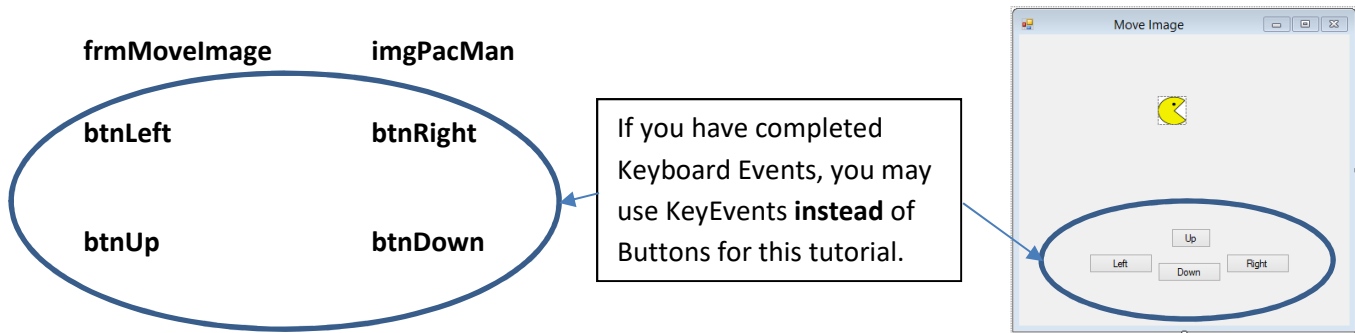 frmMoveImage imgPacMan
btnLeft btnRight
btnUp btnDown
If you have completed
Keyboard Events, you may
use KeyEvents instead of
Buttons for this tutorial.
Move Image
Up
Left Right
Down